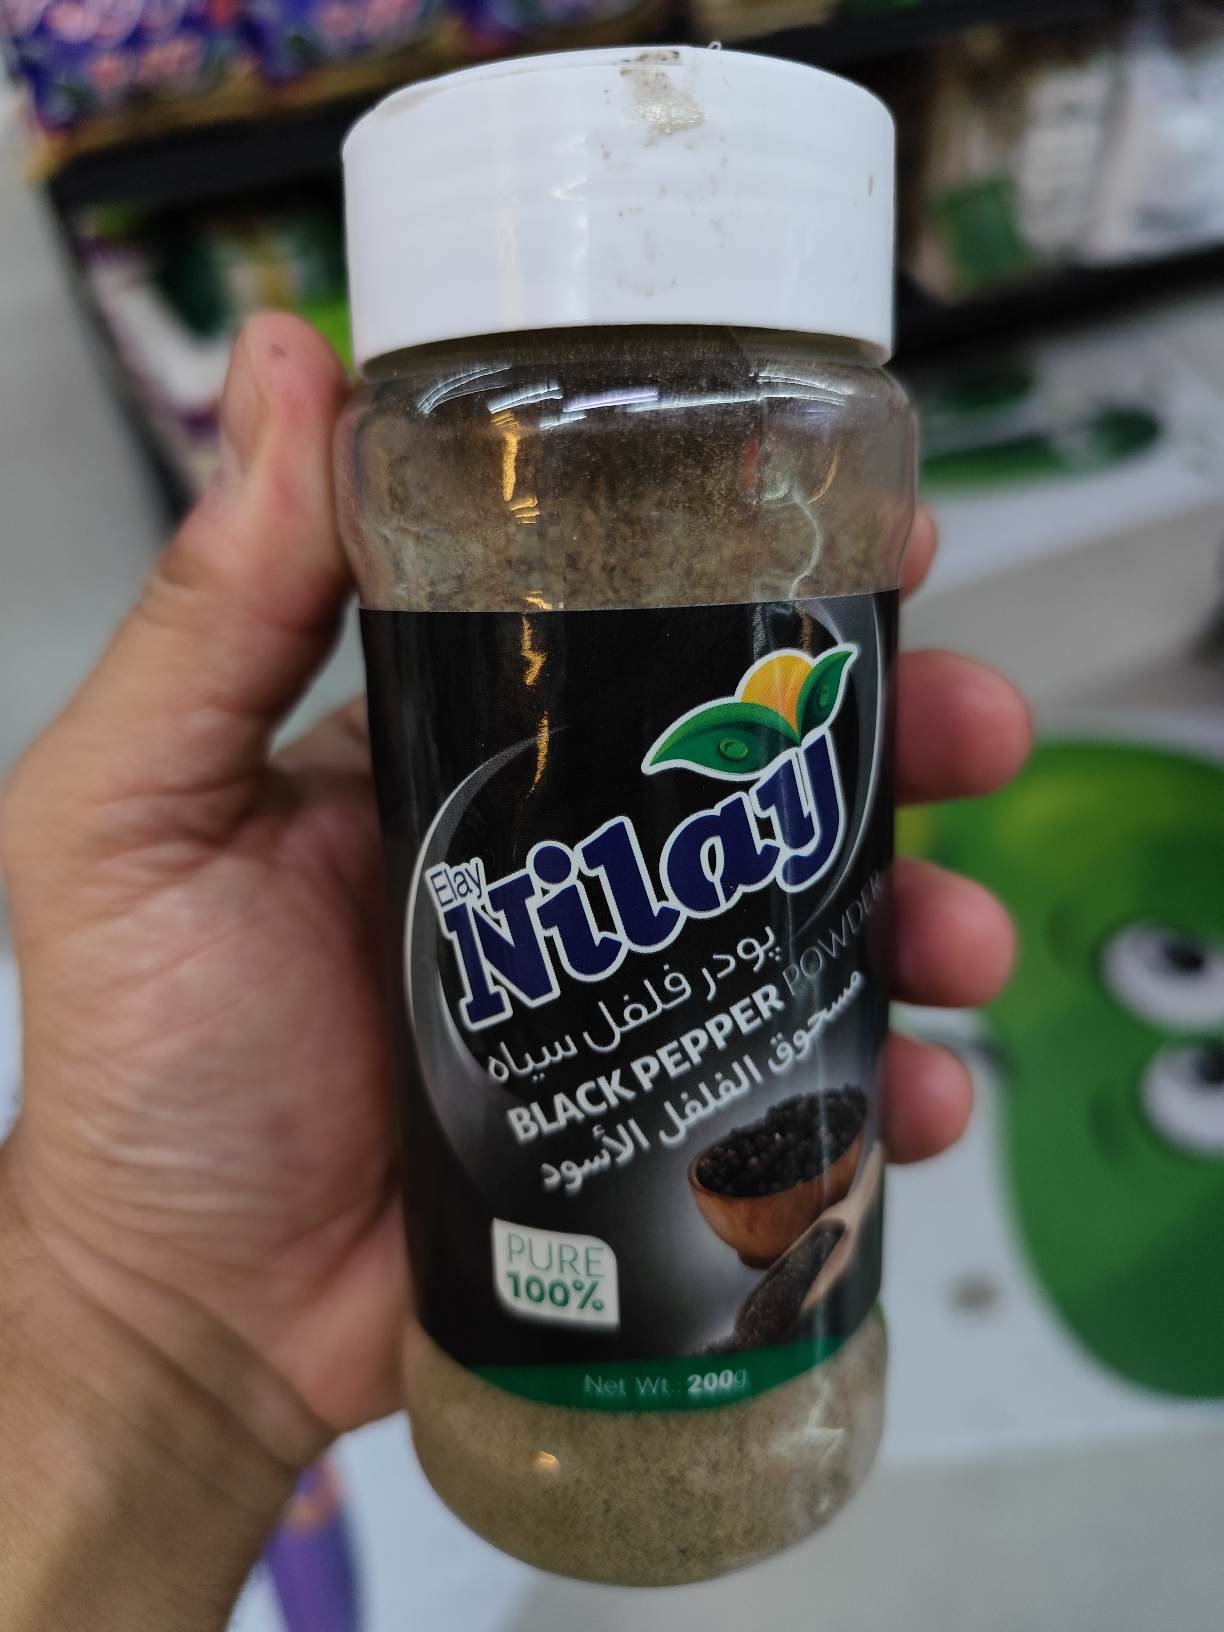 Elay
Nilay
پودر فلفل سیاه
BLACK PEPPER POWDER
مسحوق الفلفل الأسود
PURE
100%
Net Wt.: 200g